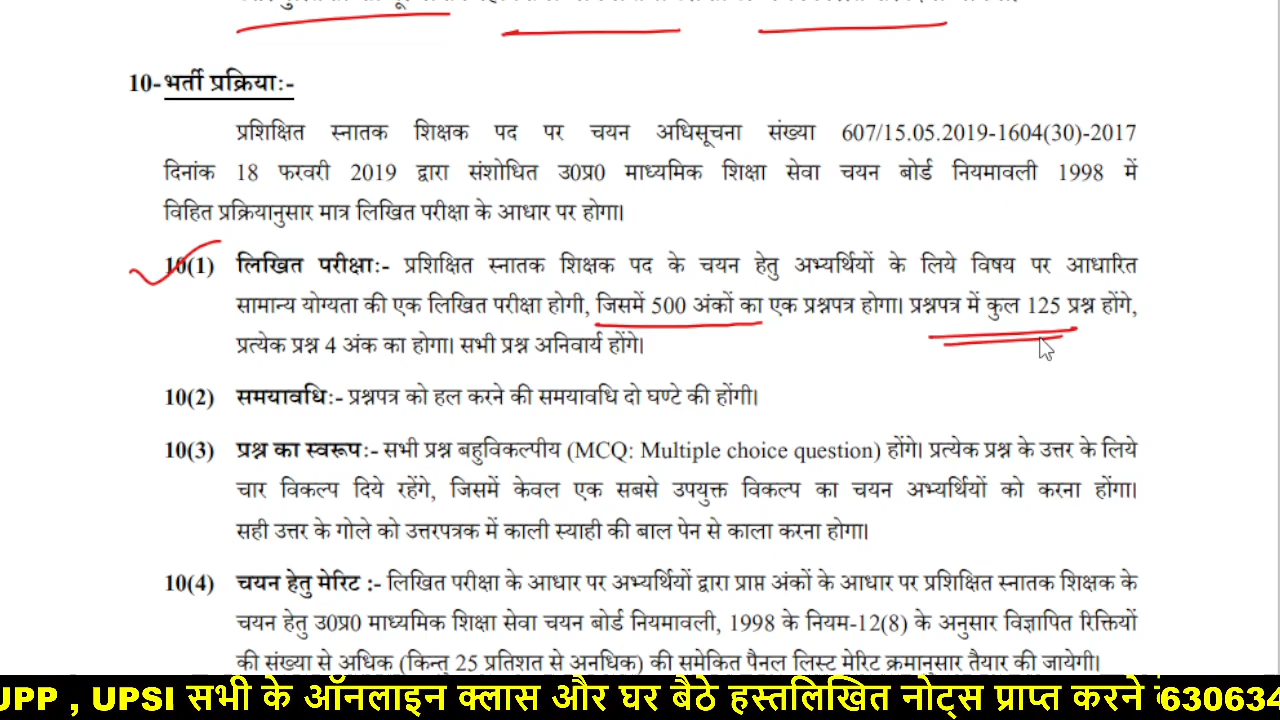 10-भर्ती प्रक्रियाः-
प्रशिक्षित स्नातक शिक्षक पद पर चयन अधिसूचना संख्या 607/15.05.2019-1604(30)-2017
दिनांक 18 फरवरी 2019 द्वारा संशोधित उ0प्र0 माध्यमिक शिक्षा सेवा चयन बोर्ड नियमावली 1998 में
विहित प्रक्रियानुसार मात्र लिखित परीक्षा के आधार पर होगा।
10(1) लिखित परीक्षाः- प्रशिक्षित स्नातक शिक्षक पद के चयन हेतु अभ्यर्थियों के लिये विषय पर आधारित
सामान्य योग्यता की एक लिखित परीक्षा होगी, जिसमें 500 अंकों का एक प्रश्नपत्र होगा। प्रश्नपत्र में कुल 125 प्रश्न होंगे,
प्रत्येक प्रश्न 4 अंक का होगा। सभी प्रश्न अनिवार्य होंगे।
10(2) समयावधिः- प्रश्नपत्र को हल करने की समयावधि दो घण्टे की होंगी।
10(3) प्रश्न का स्वरूपः- सभी प्रश्न बहुविकल्पीय (MCQ: Multiple choice question) होंगे। प्रत्येक प्रश्न के उत्तर के लिये
चार विकल्प दिये रहेंगे, जिसमें केवल एक सबसे उपयुक्त विकल्प का चयन अभ्यर्थियों को करना होंगा।
सही उत्तर के गोले को उत्तरपत्रक में काली स्याही की बाल पेन से काला करना होगा।
10(4) चयन हेतु मेरिट :- लिखित परीक्षा के आधार पर अभ्यर्थियों द्वारा प्राप्त अंकों के आधार पर प्रशिक्षित स्नातक शिक्षक के
चयन हेतु उ0प्र0 माध्यमिक शिक्षा सेवा चयन बोर्ड नियमावली, 1998 के नियम-12(8) के अनुसार विज्ञापित रिक्तियों
की संख्या से अधिक (किन्तु 25 प्रतिशत से अनधिक) की समेकित पैनल लिस्ट मेरिट क्रमानुसार तैयार की जायेगी।
UPP , UPSI सभी के ऑनलाइन क्लास और घर बैठे हस्तलिखित नोट्स प्राप्त करने 630634